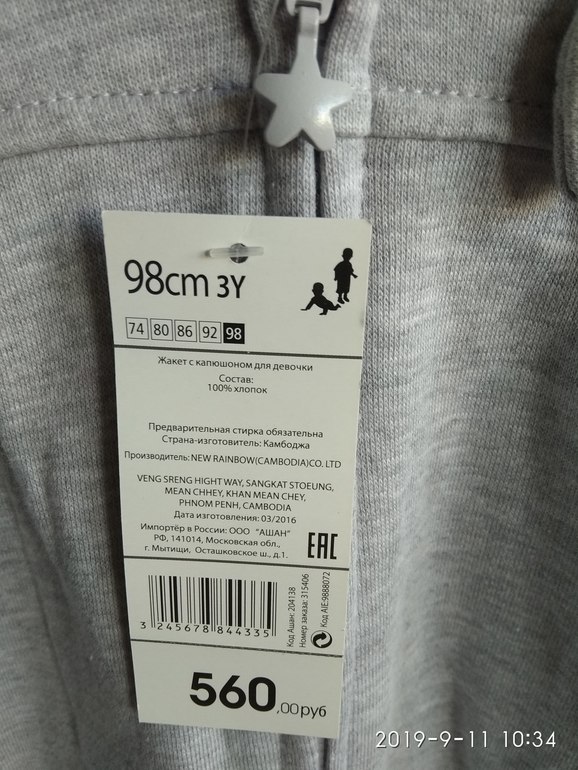 98cm 3Y
74 80 86 92 98
Жакет с капюшоном для девочки
Состав:
100% хлопок
Предварительная стирка обязательна
Страна-изготовитель: Камбоджа
Производитель: NEW RAINBOW(CAMBODIA)CO. LTD
VENG SRENG HIGHT WAY, SANGKAT STOEUNG,
MEAN CHHEY, KHAN MEAN CHEY,
PHNOM PENH, CAMBODIA
Дата изготовления: 03/2016
Импортёр в России: ООО "АШАН"
РФ, 141014, Московская обл.,
г. Мытищи, Осташковское ш., д.1.
EAC
3 245678 844335
Код Ашан: 204138
Номер заказа: 315406
Код AIE:9888072
560,00руб
2019-9-11 10:34